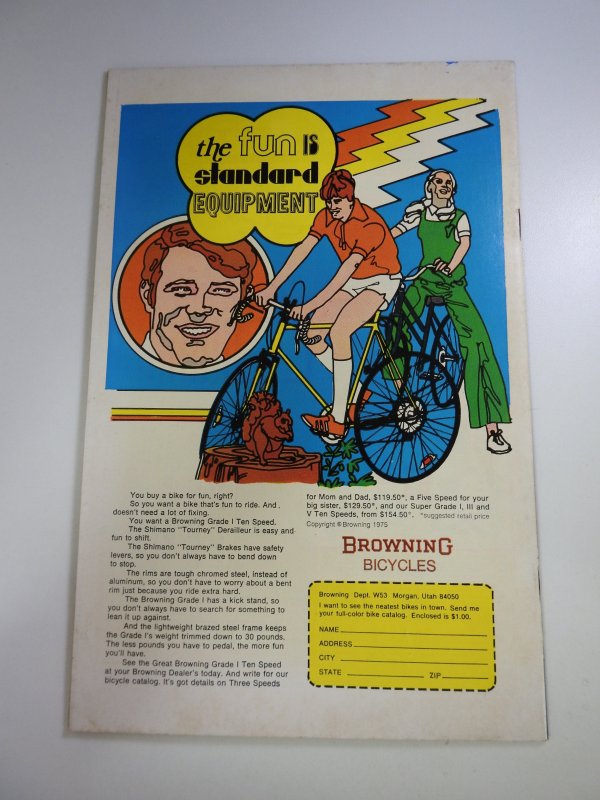 the fun IS
standard
EQUIPMENT
You buy a bike for fun, right?
So you want a bike that's fun to ride. And
doesn't need a lot of fixing.
You want a Browning Grade I Ten Speed.
The Shimano "Tourney" Derailleur is easy and
fun to shift.
The Shimano "Tourney" Brakes have safety
levers, so you don't always have to bend down
to stop.
The rims are tough chromed steel, instead of
aluminum, so you don't have to worry about a bent
rim just because you ride extra hard.
The Browning Grade I has a kick stand, so
you don't always have to search for something to
lean it up against.
And the lightweight brazed steel frame keeps
the Grade I's weight trimmed down to 30 pounds.
The less pounds you have to pedal, the more fun
you'll have.
See the Great Browning Grade I Ten Speed
at your Browning Dealer's today. And write for our
bicycle catalog. It's got details on Three Speeds
for Mom and Dad, $119.50*, a Five Speed for your
big sister, $129.50*, and our Super Grade I, III and
V Ten Speeds, from $154.50*. *suggested retail price
Copyright © Browning 1975
BROWNING
BICYCLES
Browning Dept. W53 Morgan, Utah 84050
I want to see the neatest bikes in town. Send me
your full-color bike catalog. Enclosed is $1.00.
NAME
ADDRESS
CITY
STATE ZIP